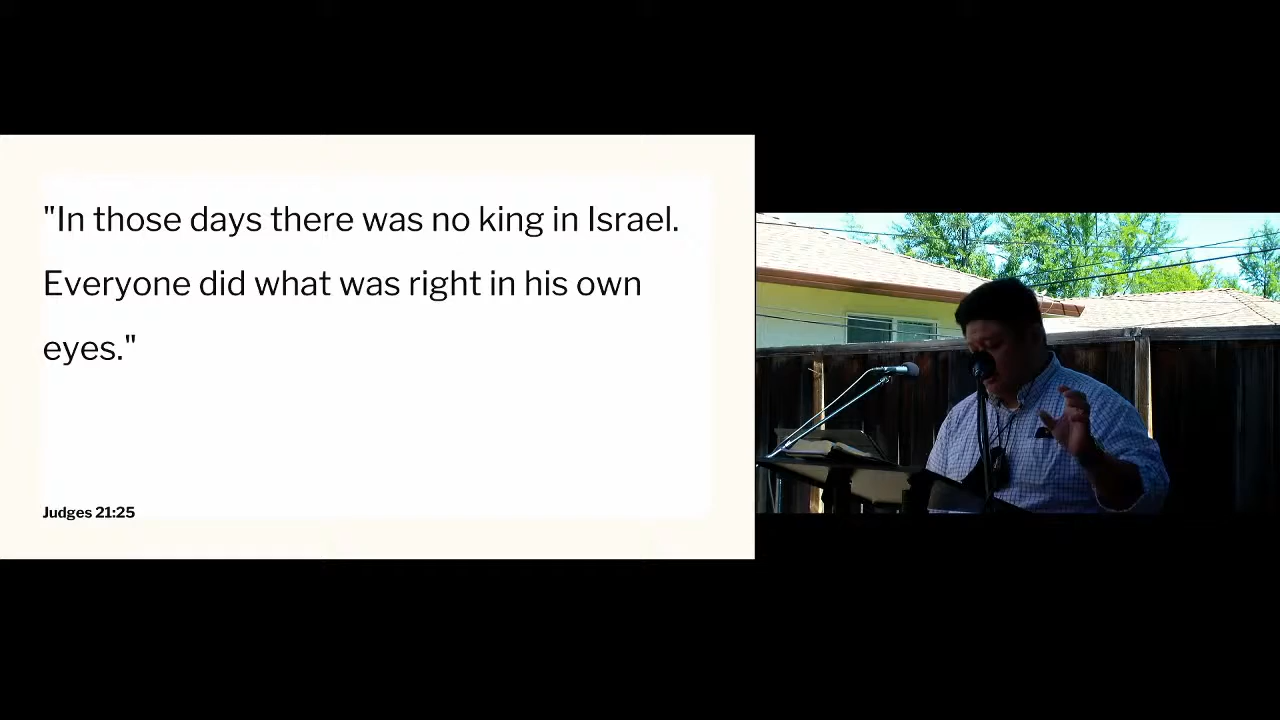 "In those days there was no king in Israel.
Everyone did what was right in his own
eyes."
Judges 21:25